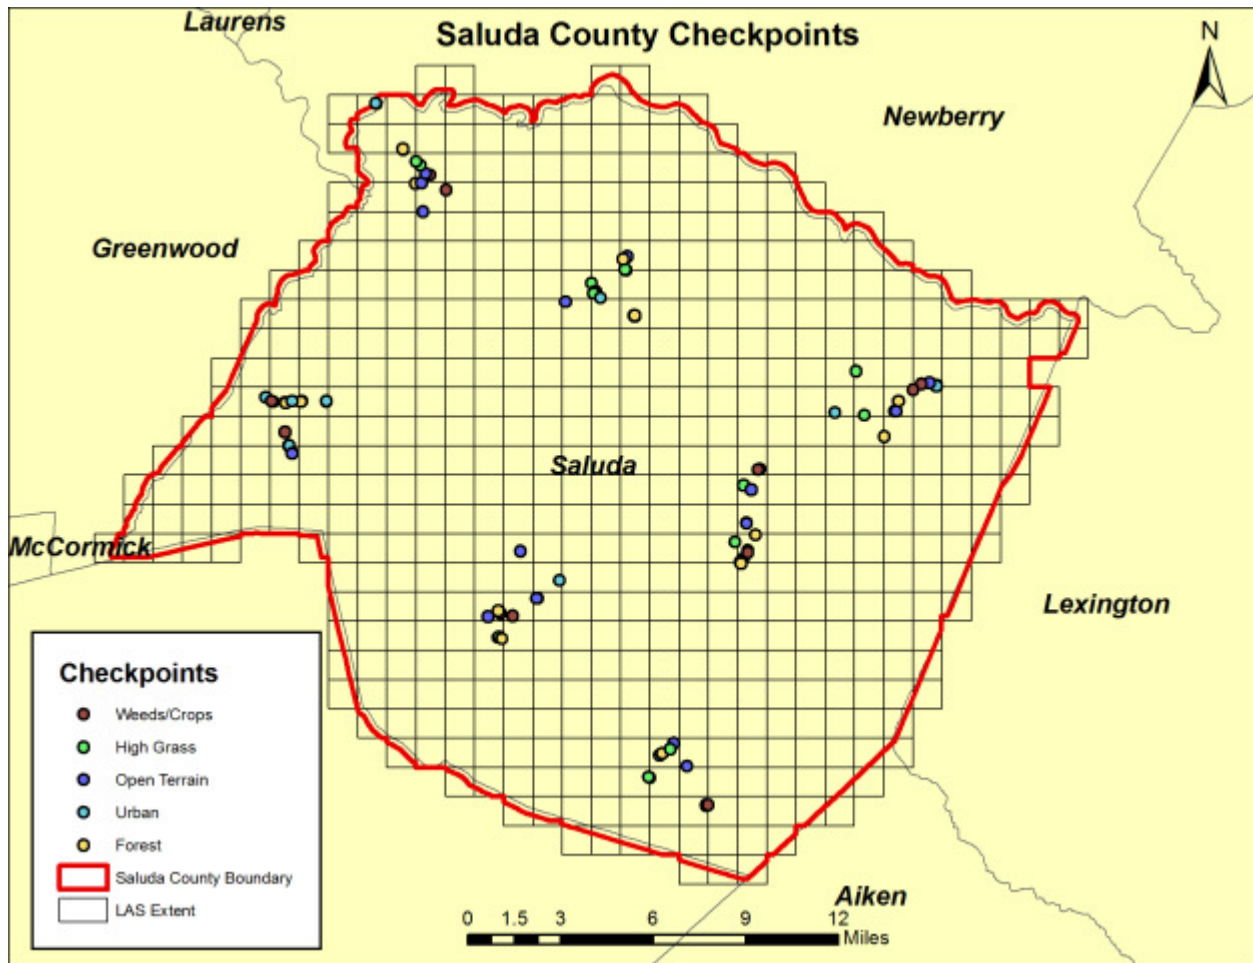 Laurens
Saluda County Checkpoints
N
Newberry
Greenwood
Saluda
McCormick
Lexington
Checkpoints
Weeds/Crops
High Grass
Open Terrain
Urban
Forest
Saluda County Boundary
LAS Extent
Aiken
0 1.5 3 6 9 12
Miles